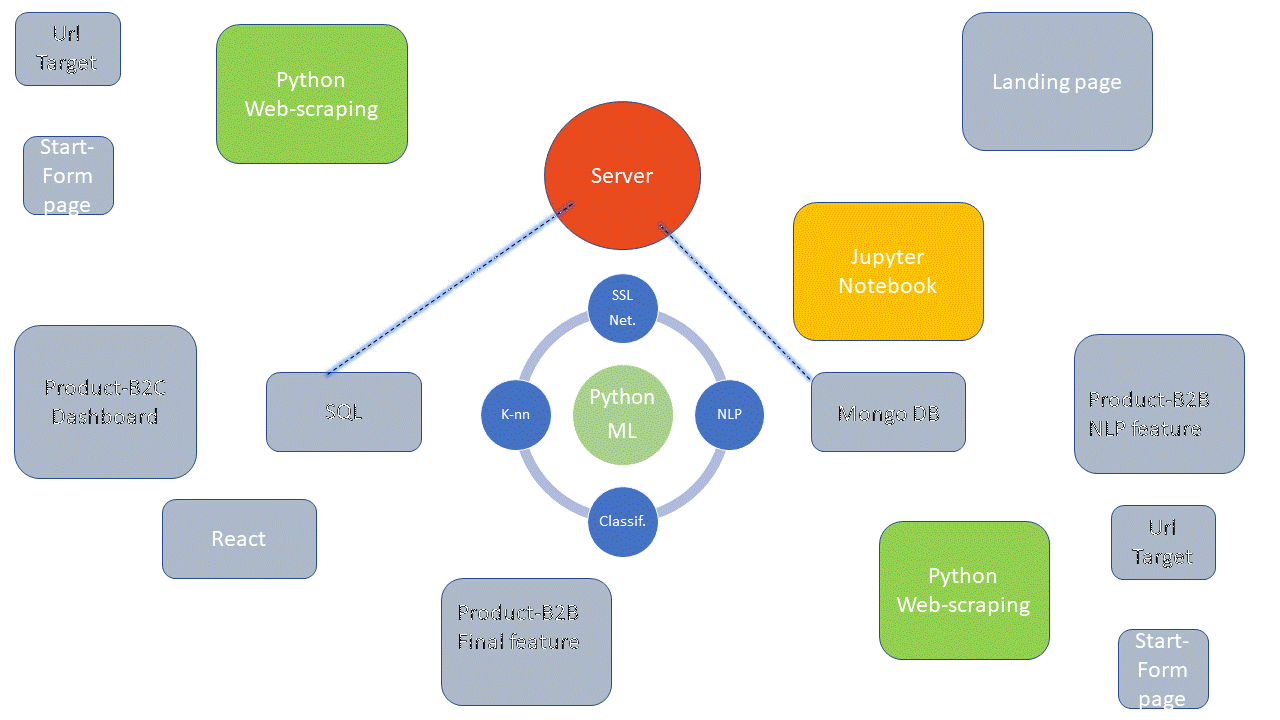 Url
Target
Python
Web-scraping
Landing page
Start-
Form
page
Server
Jupyter
Notebook
SSL
Net.
Product-B2C
Dashboard
SQL
K-nn
Python
ML
NLP
Mongo DB
Product-B2B
NLP feature
React
Classif.
Url
Target
Python
Web-scraping
Product-B2B
Final feature
Start-
Form
page